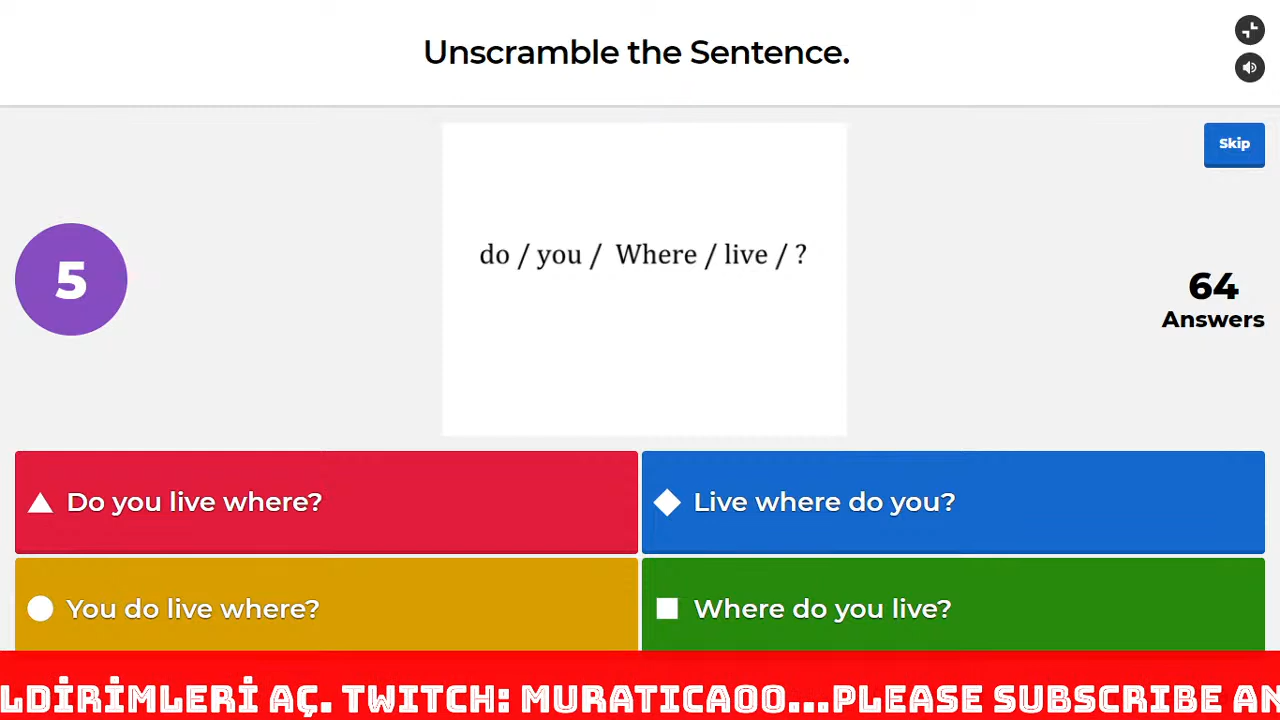 Unscramble the Sentence.
Skip
do / you / Where / live / ?
5
64
Answers
Do you live where?
Live where do you?
You do live where?
Where do you live?
LDİRİMLERİ AÇ. TWITCH: MURATICAOO...PLEASE SUBSCRIBE AN